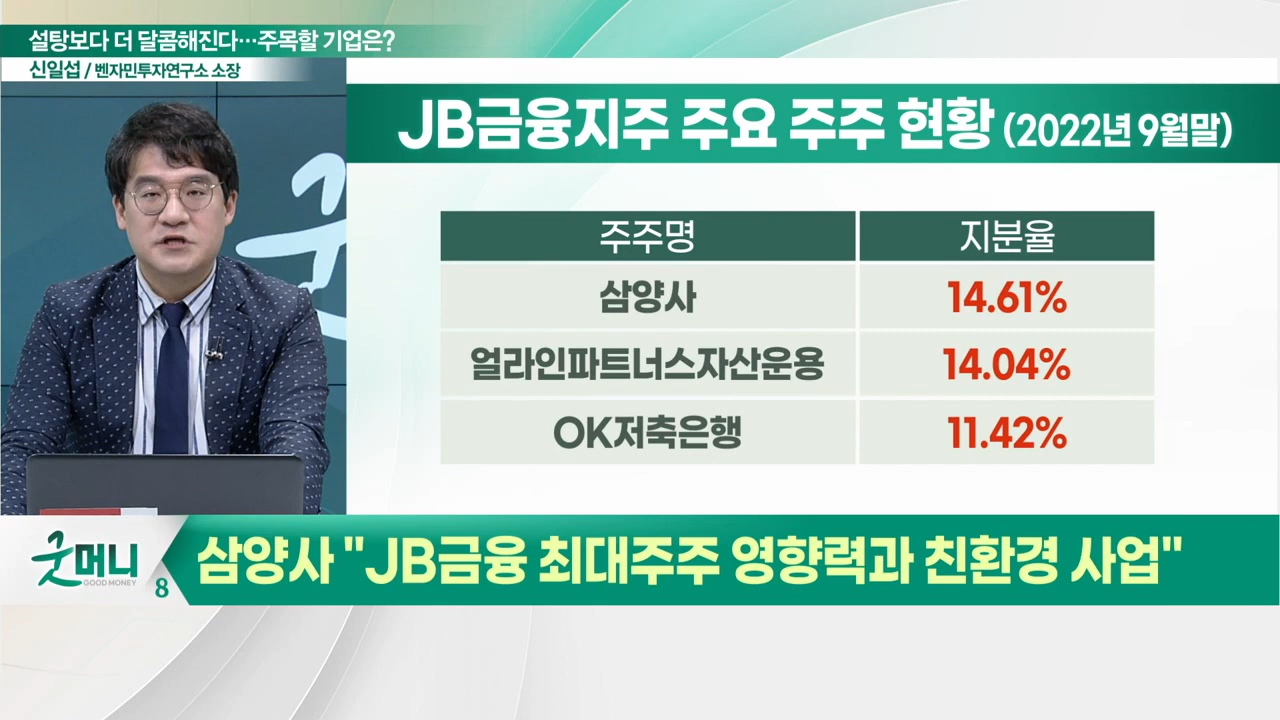 설탕보다 더 달콤해진다…주목할 기업은?
신일섭 / 벤자민투자연구소 소장
JB금융지주 주요 주주 현황 (2022년 9월말)
주주명 지분율
삼양사 14.61%
얼라인파트너스자산운용 14.04%
OK저축은행 11.42%
굿머니
GOOD MONEY
8
삼양사 "JB금융 최대주주 영향력과 친환경 사업"